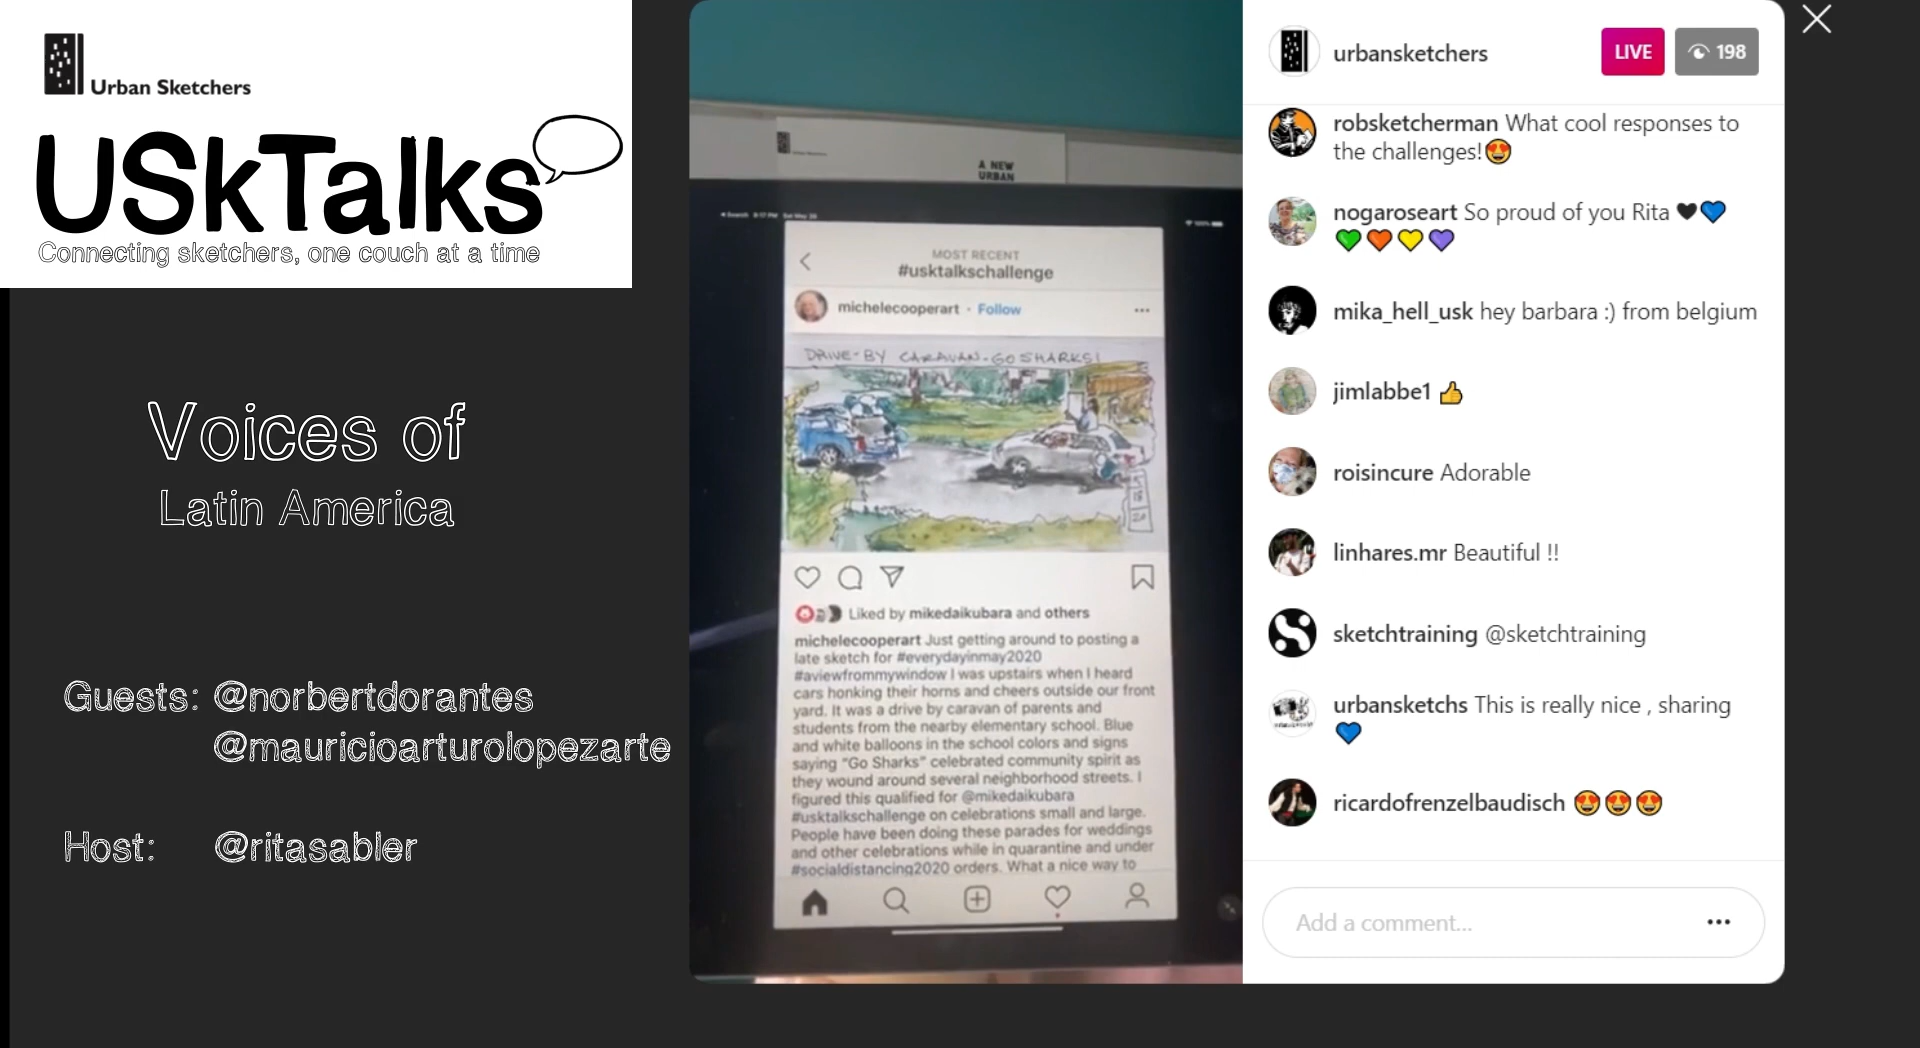 Urban Sketchers
USkTalks
Connecting sketchers, one couch at a time
Voices of
Latin America
Guests: @norbertdorantes
@mauricioarturolopezarte
Host: @ritasabler
A NEW
URBAN
MOST RECENT
#usktalkschallenge
michelecooperart · Follow
DRIVE-BY CARAVAN-GO SHARKS!
Liked by mikedaikubara and others
michelecooperart Just getting around to posting a
late sketch for #everydayinmay2020
#aviewfrommywindow I was upstairs when I heard
cars honking their horns and cheers outside our front
yard. It was a drive by caravan of parents and
students from the nearby elementary school. Blue
and white balloons in the school colors and signs
saying "Go Sharks" celebrated community spirit as
they wound around several neighborhood streets. I
figured this qualified for @mikedaikubara
#usktalkschallenge on celebrations small and large.
People have been doing these parades for weddings
and other celebrations while in quarantine and under
#socialdistancing2020 orders. What a nice way to
urbansketchers LIVE 198
robsketcherman What cool responses to
the challenges!😍
nogaroseart So proud of you Rita 🖤💙
💚🧡💛💜
mika_hell_usk hey barbara :) from belgium
jimlabbe1 👍
roisincure Adorable
linhares.mr Beautiful !!
sketchtraining @sketchtraining
urbansketchs This is really nice , sharing
💙
ricardofrenzelbaudisch 😍😍😍
Add a comment...